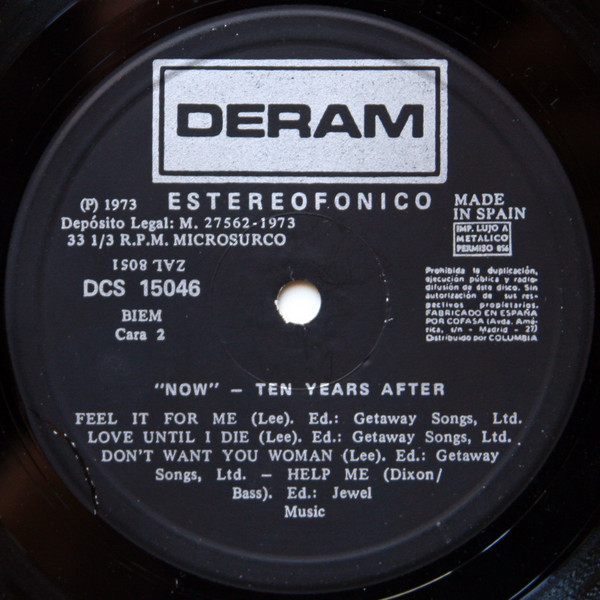 DERAM
ESTEREOFONICO
(P) 1973
Depósito Legal: M. 27562-1973
33 1/3 R.P.M. MICROSURCO
ZAL 8051
DCS 15046
BIEM
Cara 2
MADE
IN SPAIN
IMP. LUJO A
METALICO
PERMISO 856
Prohibida la duplicación,
ejecución pública y radio-
difusión de éste disco. Sin
autorización de sus res-
pectivos propietarios.
FABRICADO EN ESPAÑA
POR COFASA (Avda. Amé-
rica, s/n - Madrid - 27)
Distribuido por COLUMBIA
"NOW" - TEN YEARS AFTER
FEEL IT FOR ME (Lee). Ed.: Getaway Songs, Ltd.
LOVE UNTIL I DIE (Lee). Ed.: Getaway Songs, Ltd.
DON'T WANT YOU WOMAN (Lee). Ed.: Getaway
Songs, Ltd. — HELP ME (Dixon/
Bass). Ed.: Jewel
Music